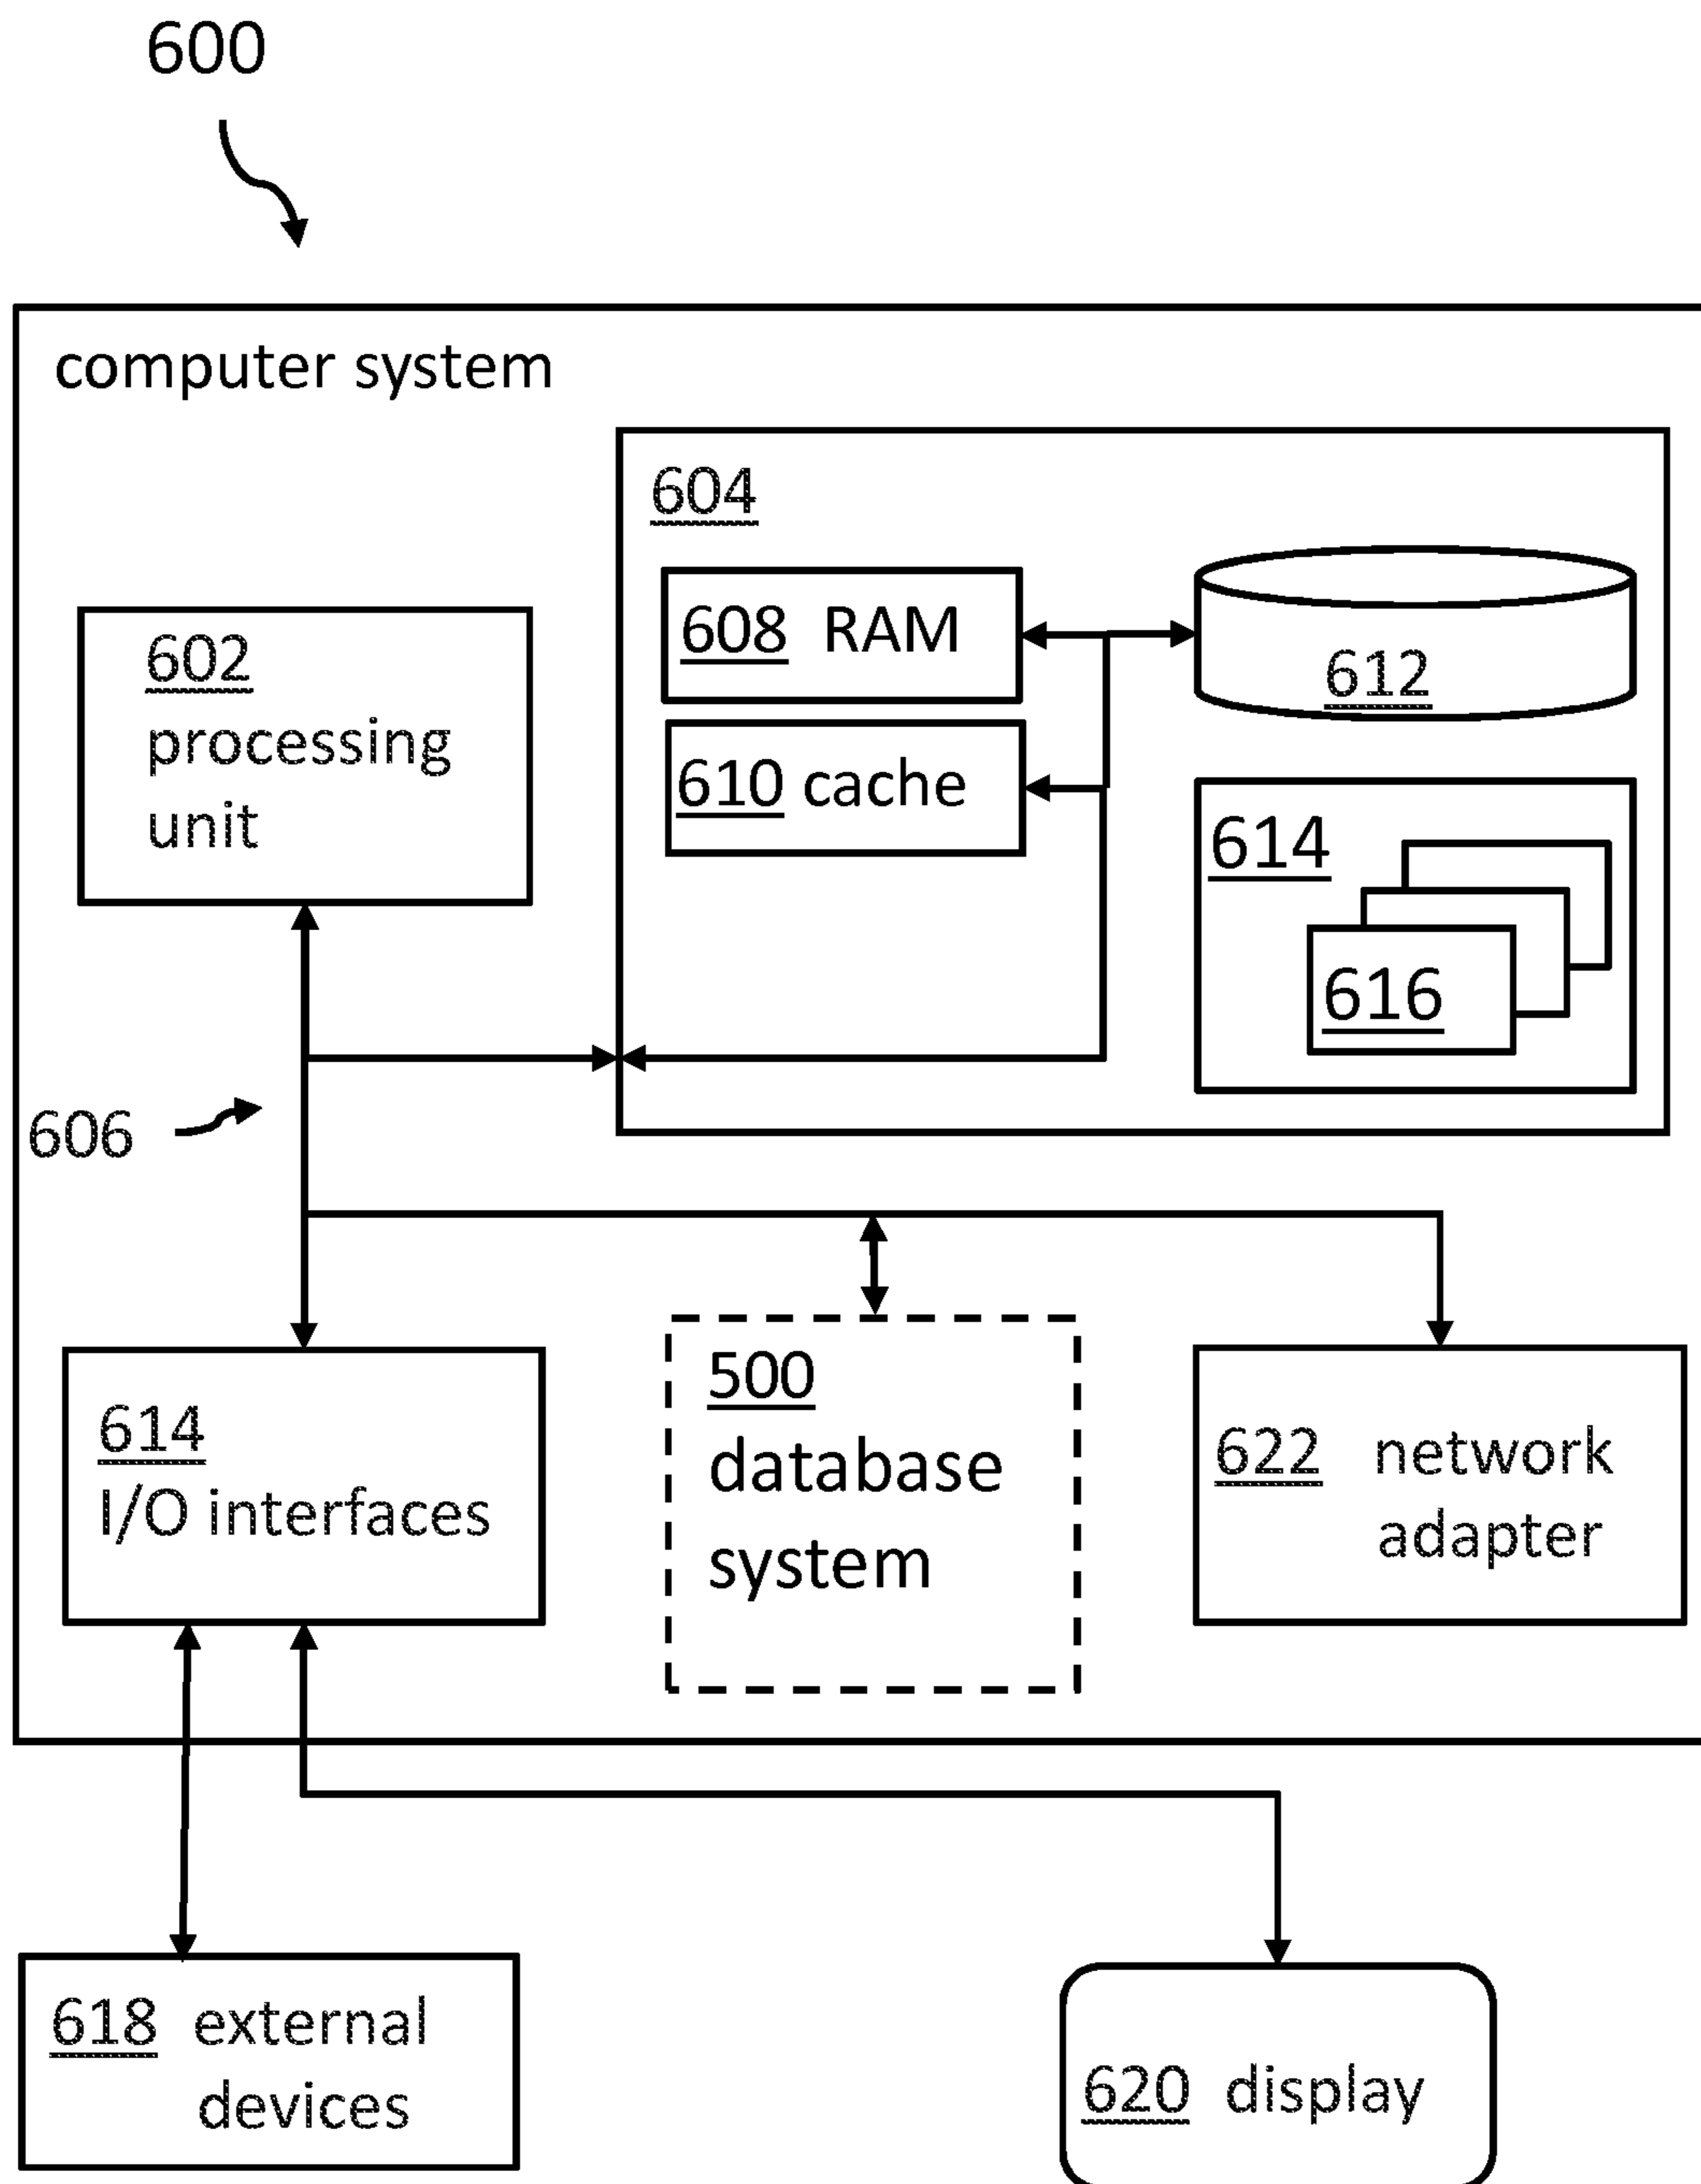 600
computer system
604
602
processing
unit
608 RAM
610 cache
612
614
616
606
614
I/O interfaces
500
database
system
622 network
adapter
618 external
devices
620 display